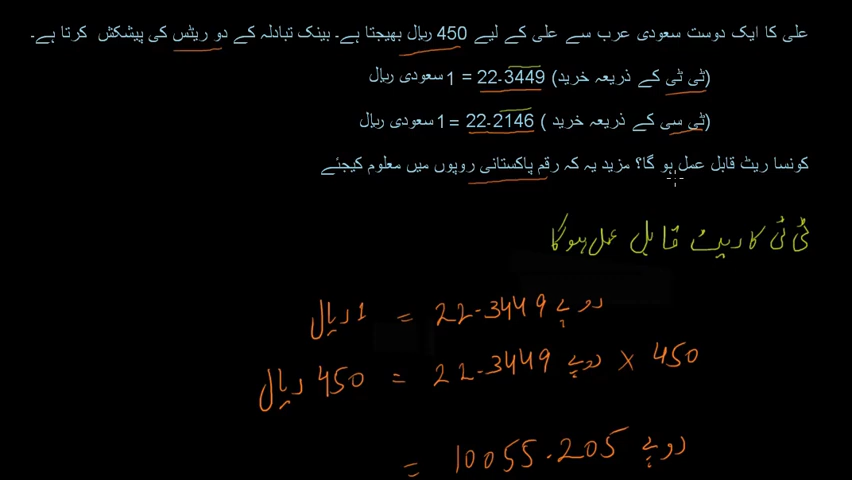 علی کا ایک دوست سعودی عرب سے علی کے لیے 450 ریال بھیجتا ہے۔ بینک تبادلہ کے دو ریٹس کی پیشکش کرتا ہے۔
(ٹی ٹی کے ذریعہ خرید) 22.3449 = 1 سعودی ریال
(ٹی سی کے ذریعہ خرید ) 22.2146 = 1 سعودی ریال
کونسا ریٹ قابل عمل ہو گا؟ مزید یہ کہ رقم پاکستانی روپوں میں معلوم کیجئے
ٹی ٹی کا ریٹ قابل عمل ہوگا
1 ریال = 22.3449 روپے
450 ریال = 22.3449 روپے × 450
= 10055.205 روپے